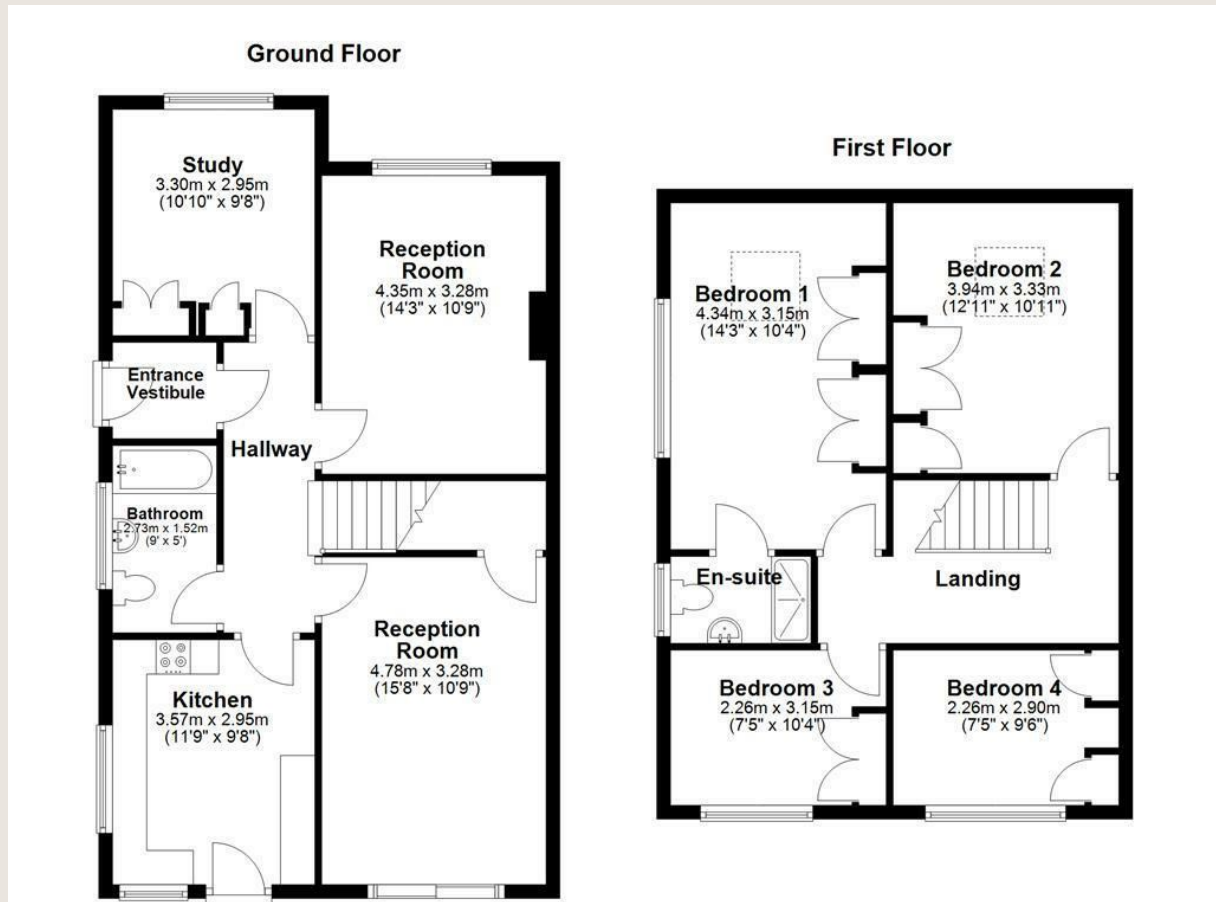 Ground Floor
Study
3.30m x 2.95m
(10'10" x 9'8")
Reception
Room
4.35m x 3.28m
(14'3" x 10'9")
Entrance
Vestibule
Hallway
Bathroom
2.73m x 1.52m
(9' x 5')
Reception
Room
4.78m x 3.28m
(15'8" x 10'9")
Kitchen
3.57m x 2.95m
(11'9" x 9'8")
First Floor
Bedroom 1
4.34m x 3.15m
(14'3" x 10'4")
Bedroom 2
3.94m x 3.33m
(12'11" x 10'11")
En-suite
Landing
Bedroom 3
2.26m x 3.15m
(7'5" x 10'4")
Bedroom 4
2.26m x 2.90m
(7'5" x 9'6")